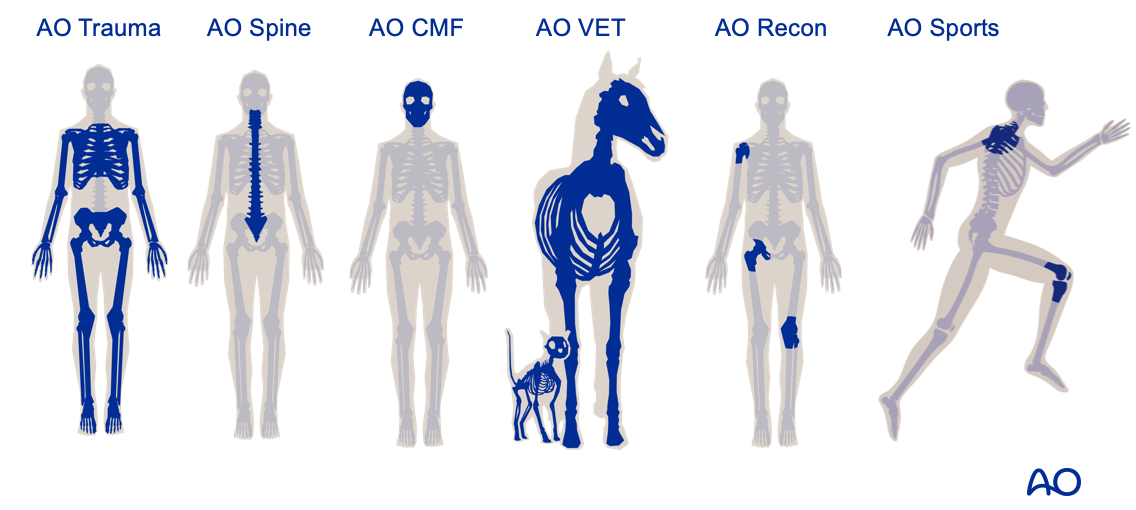 AO Trauma
AO Spine
AO CMF
AO VET
AO Recon
AO Sports
AO